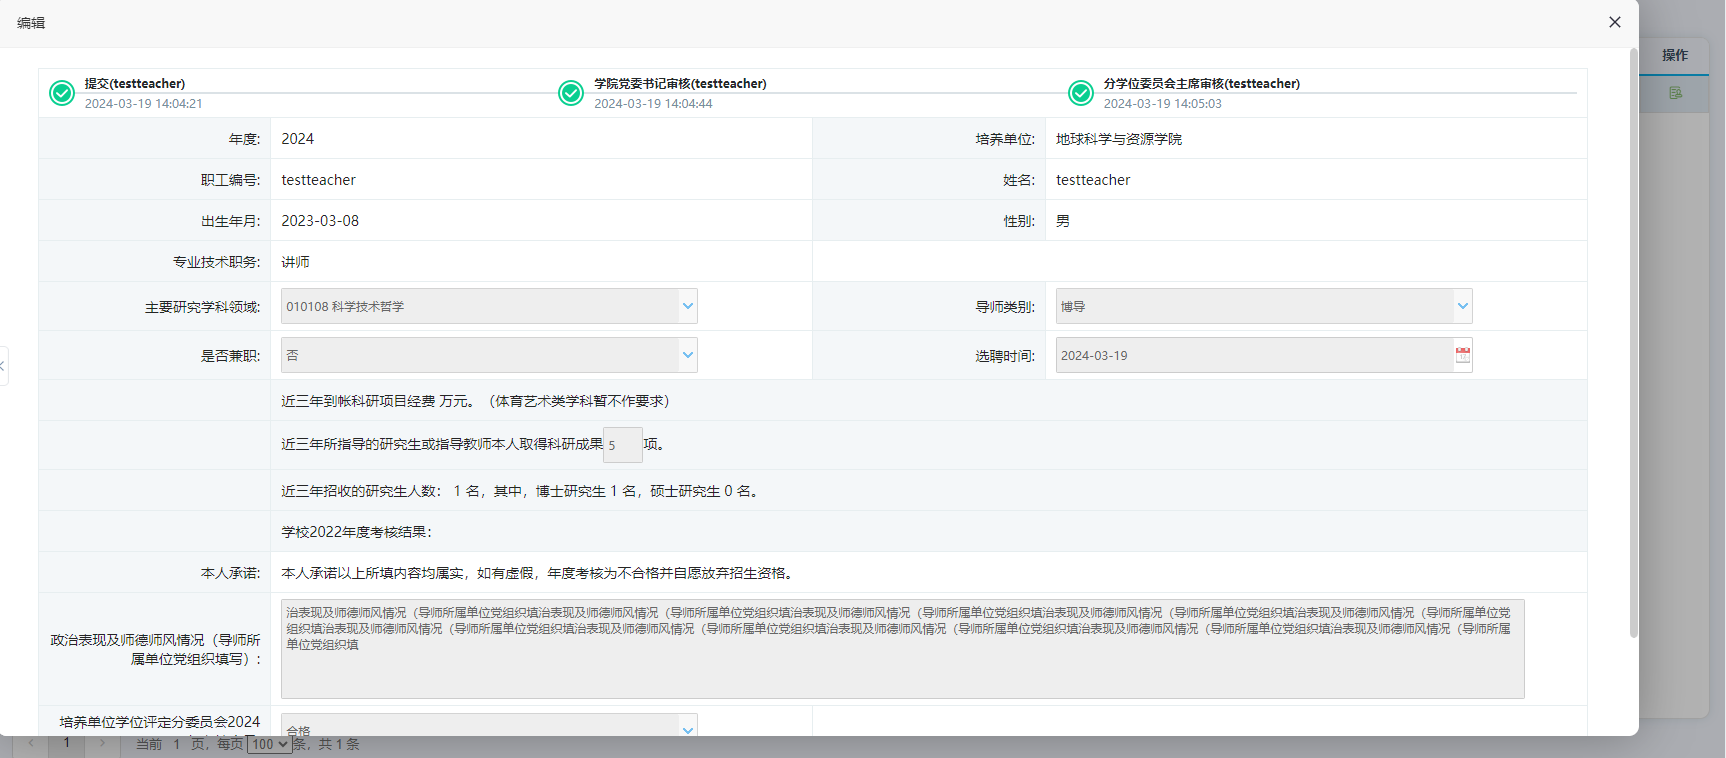 编辑
操作
提交(testteacher)
2024-03-19 14:04:21
学院党委书记审核(testteacher)
2024-03-19 14:04:44
分学位委员会主席审核(testteacher)
2024-03-19 14:05:03
年度: 2024
培养单位: 地球科学与资源学院
职工编号: testteacher
姓名: testteacher
出生年月: 2023-03-08
性别: 男
专业技术职务: 讲师
主要研究学科领域: 010108 科学技术哲学
导师类别: 博导
是否兼职: 否
选聘时间: 2024-03-19
近三年到帐科研项目经费 万元。（体育艺术类学科暂不作要求）
近三年所指导的研究生或指导教师本人取得科研成果 5 项。
近三年招收的研究生人数： 1 名，其中，博士研究生 1 名，硕士研究生 0 名。
学校2022年度考核结果：
本人承诺: 本人承诺以上所填内容均属实，如有虚假，年度考核为不合格并自愿放弃招生资格。
政治表现及师德师风情况（导师所
属单位党组织填写）:
治表现及师德师风情况（导师所属单位党组织填治表现及师德师风情况（导师所属单位党组织填治表现及师德师风情况（导师所属单位党组织填治表现及师德师风情况（导师所属单位党组织填治表现及师德师风情况（导师所属单位党
组织填治表现及师德师风情况（导师所属单位党组织填治表现及师德师风情况（导师所属单位党组织填治表现及师德师风情况（导师所属单位党组织填治表现及师德师风情况（导师所属单位党组织填治表现及师德师风情况（导师所属
单位党组织填
培养单位学位评定分委员会2024
合格
1 当前 1 页，每页 100 条，共 1 条